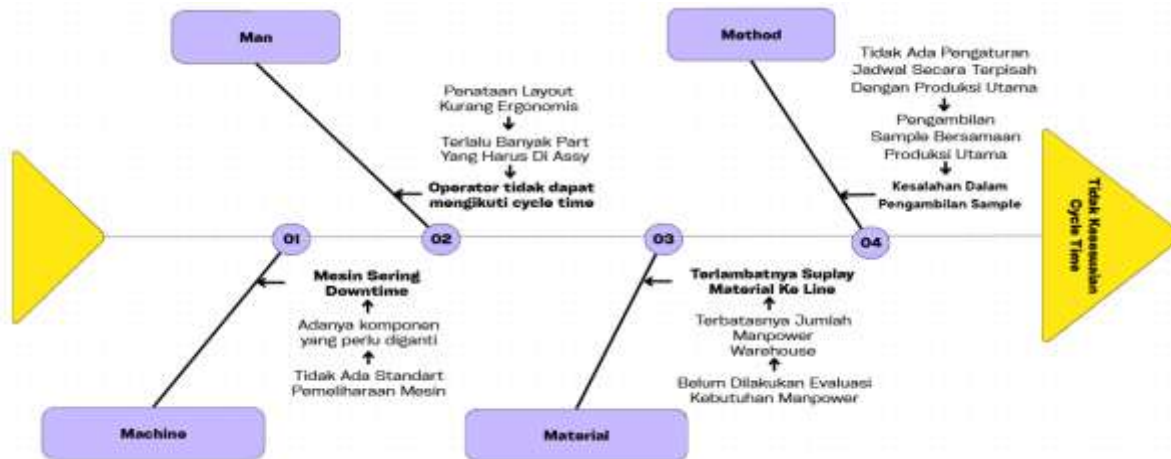 Man
Method
Penataan Layout
Kurang Ergonomis
Terlalu Banyak Part
Yang Harus Di Assy
Operator tidak dapat
mengikuti cycle time
Tidak Ada Pengaturan
Jadwal Secara Terpisah
Dengan Produksi Utama
Pengambilan
Sample Bersamaan
Produksi Utama
Kesalahan Dalam
Pengambilan Sample
Tidak Kesesuaian
Cycle Time
01
02
03
04
Mesin Sering
Downtime
Adanya komponen
yang perlu diganti
Tidak Ada Standart
Pemeliharaan Mesin
Terlambatnya Suplay
Material Ke Line
Terbatasnya Jumlah
Manpower
Warehouse
Belum Dilakukan Evaluasi
Kebutuhan Manpower
Machine
Material